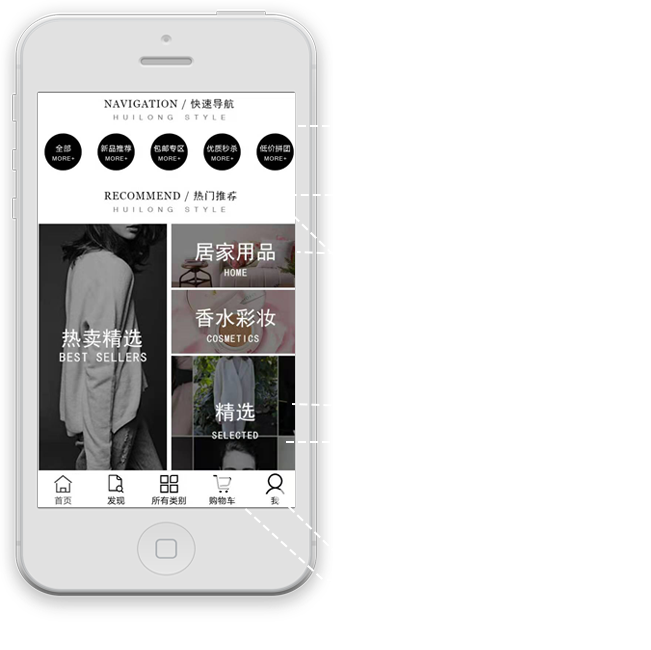 NAVIGATION / 快速导航
HUILONG STYLE
全部 新品推荐 包邮专区 优质秒杀 低价拼团
MORE+ MORE+ MORE+ MORE+ MORE+
RECOMMEND / 热门推荐
HUILONG STYLE
居家用品
HOME
香水彩妆
COSMETICS
热卖精选
BEST SELLERS
精选
SELECTED
首页 发现 所有类别 购物车 我